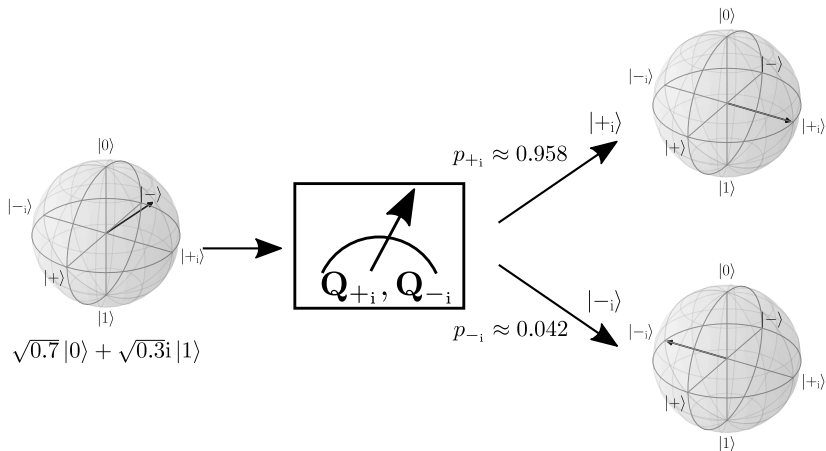 |0⟩
|−ᵢ⟩
|−⟩
|+⟩
|+ᵢ⟩
|1⟩
√0.7 |0⟩ + √0.3i |1⟩
Q₊ᵢ, Q₋ᵢ
p₊ᵢ ≈ 0.958
|+ᵢ⟩
p₋ᵢ ≈ 0.042
|−ᵢ⟩
|0⟩
|−ᵢ⟩
|−⟩
|+⟩
|+ᵢ⟩
|1⟩
|0⟩
|−ᵢ⟩
|−⟩
|+⟩
|+ᵢ⟩
|1⟩